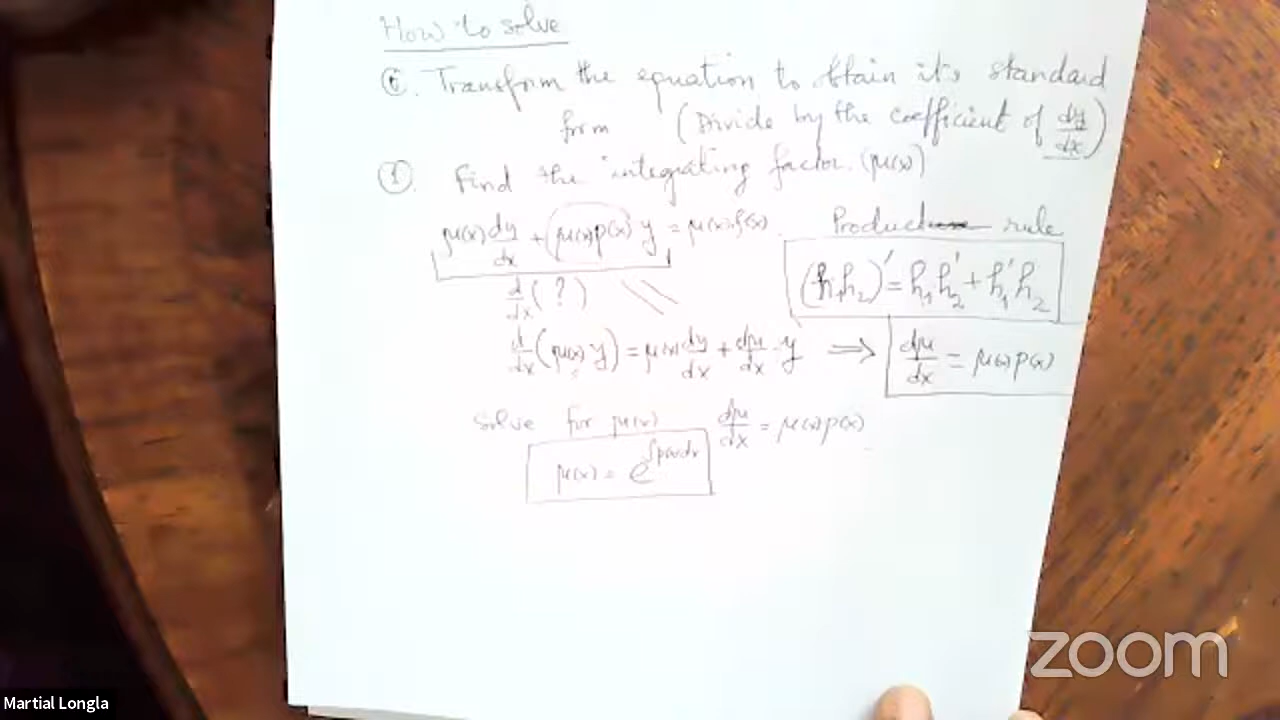 How to solve
⓪. Transform the equation to obtain it's standard
from (Divide by the coefficient of dy/dx)
①. Find the integrating factor. (μ(x))
μ(x) dy/dx + (μ(x)p(x)) y = μ(x)f(x). Product rule
d/dx ( ? ) (h₁h₂)' = h₁h₂' + h₁'h₂
d/dx (μ(x) y) = μ(x) dy/dx + dμ/dx · y ⟹ dμ/dx = μ(x)p(x)
Solve for μ(x) dμ/dx = μ(x)p(x)
μ(x) = e^∫p(x)dx
zoom
Martial Longla